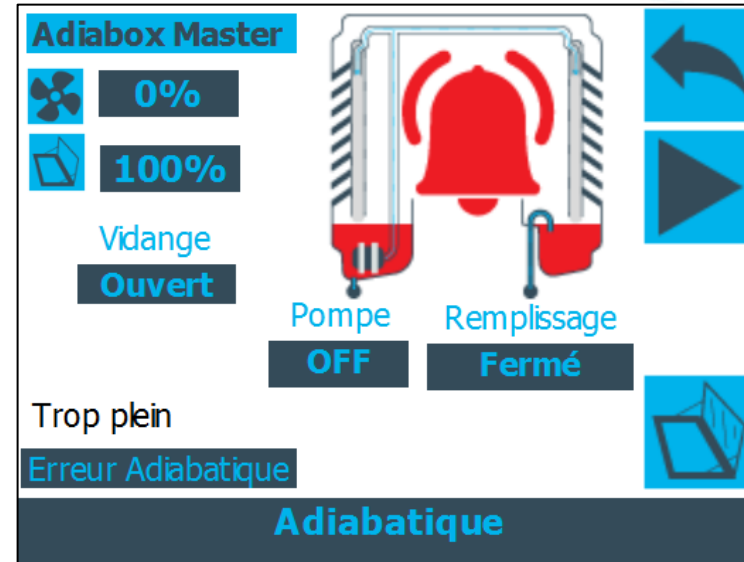 Adiabox Master
0%
100%
Vidange
Ouvert
Pompe
OFF
Remplissage
Fermé
Trop plein
Erreur Adiabatique
Adiabatique